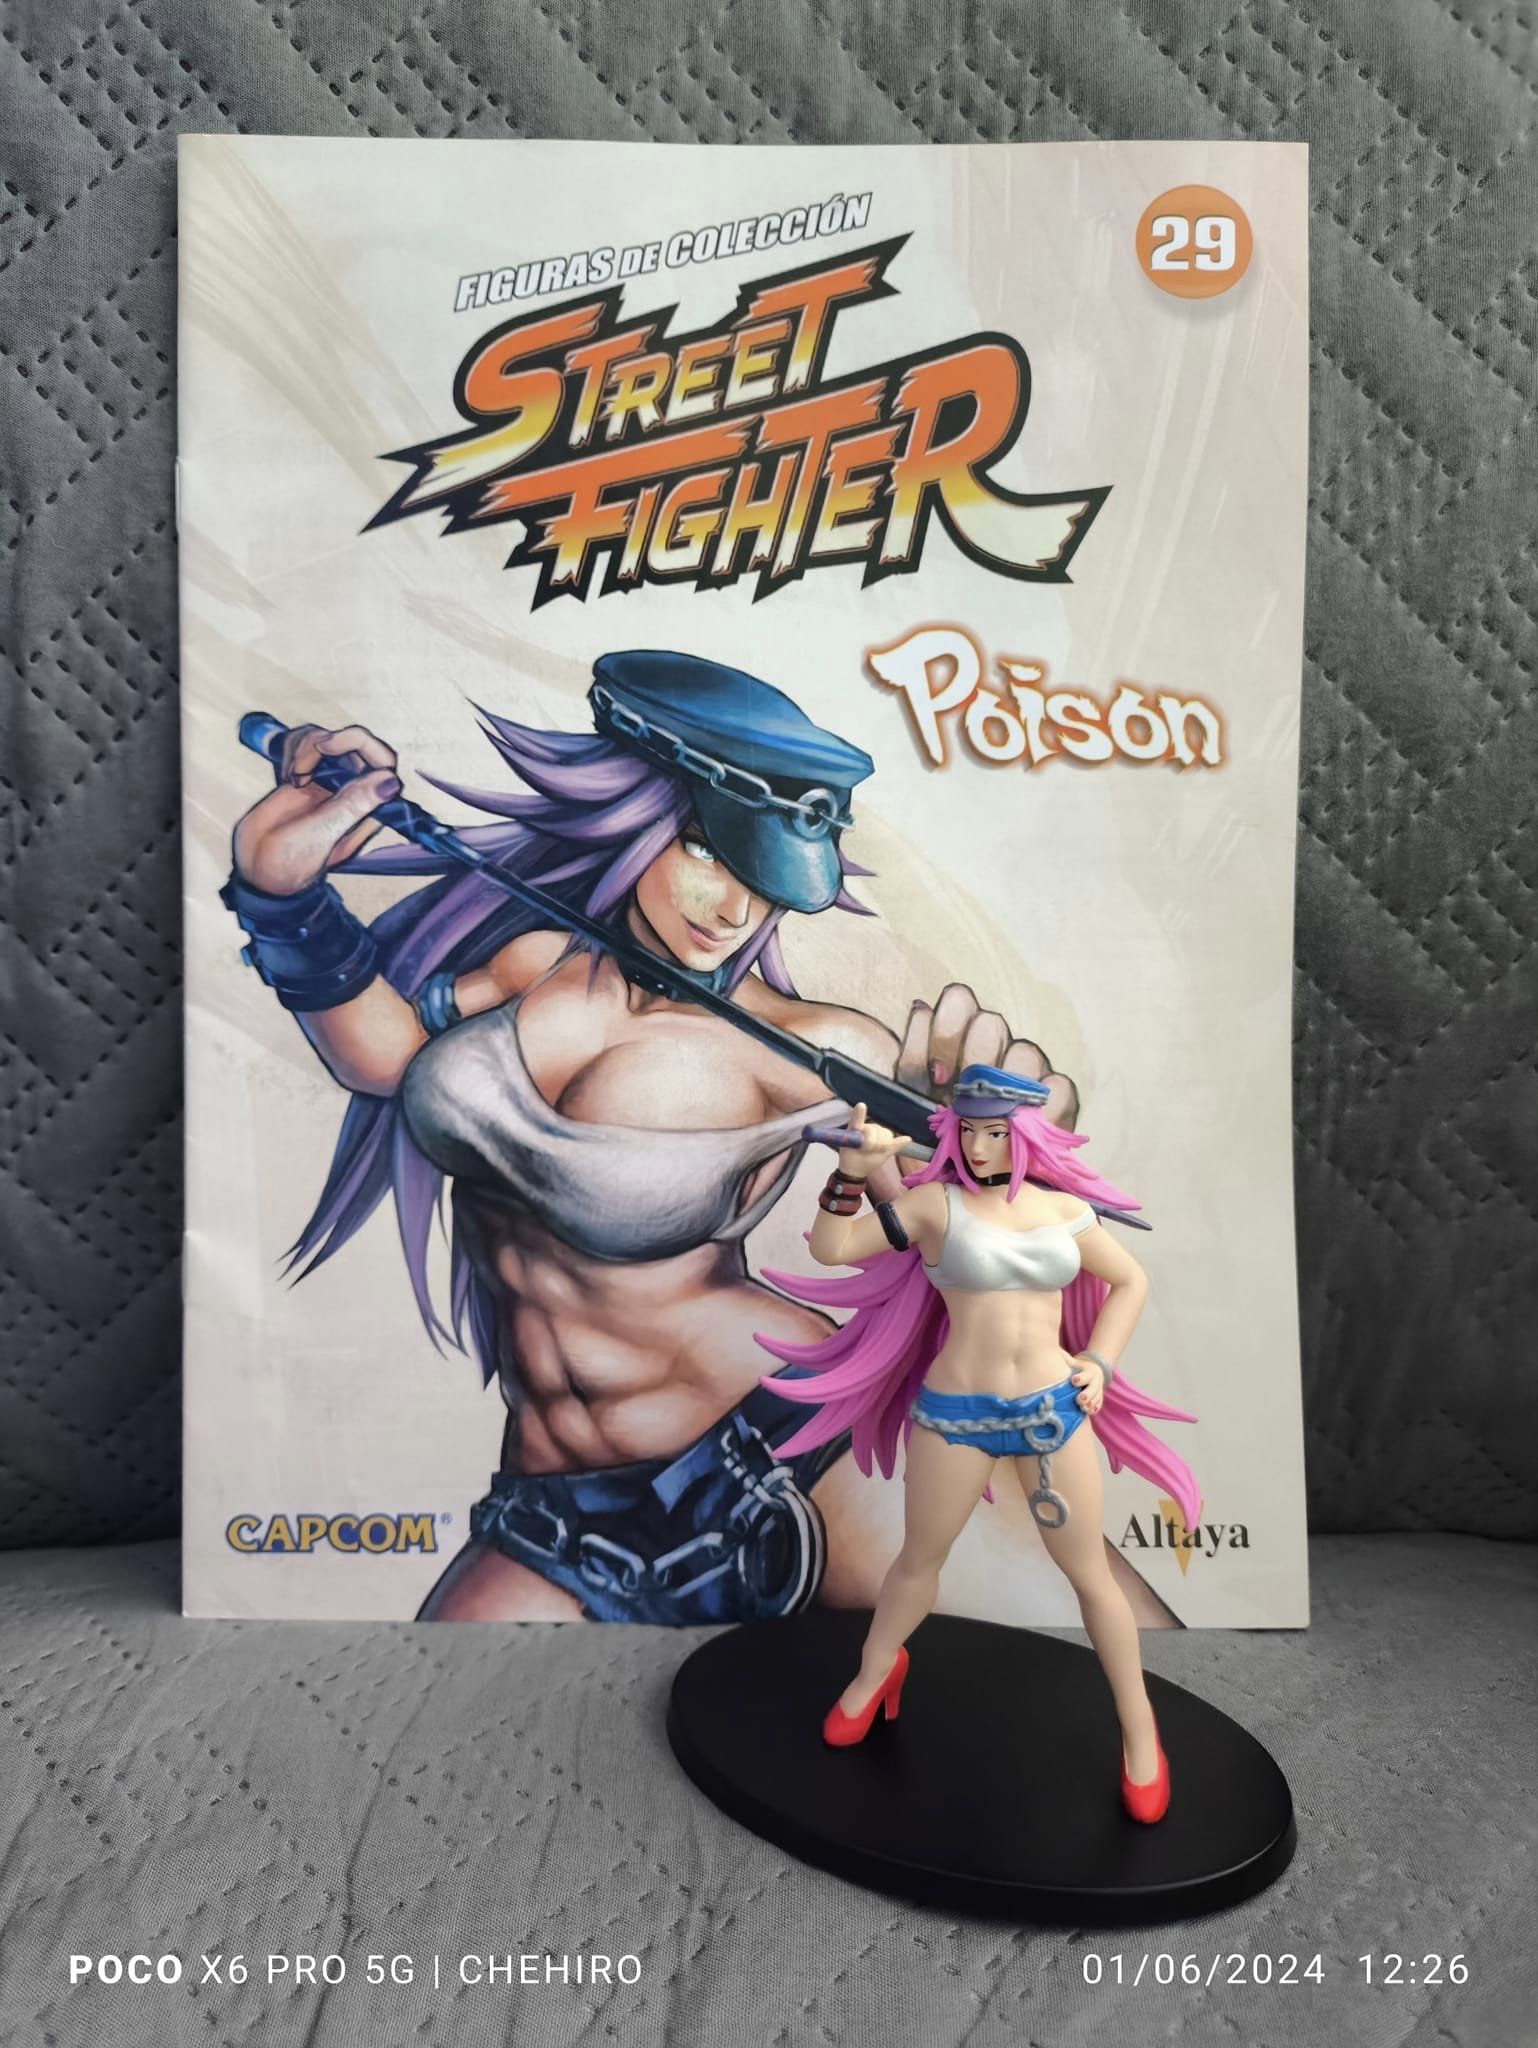 FIGURAS DE COLECCIÓN
29
STREET
FIGHTER
Poison
CAPCOM®
Altaya
POCO X6 PRO 5G | CHEHIRO
01/06/2024 12:26